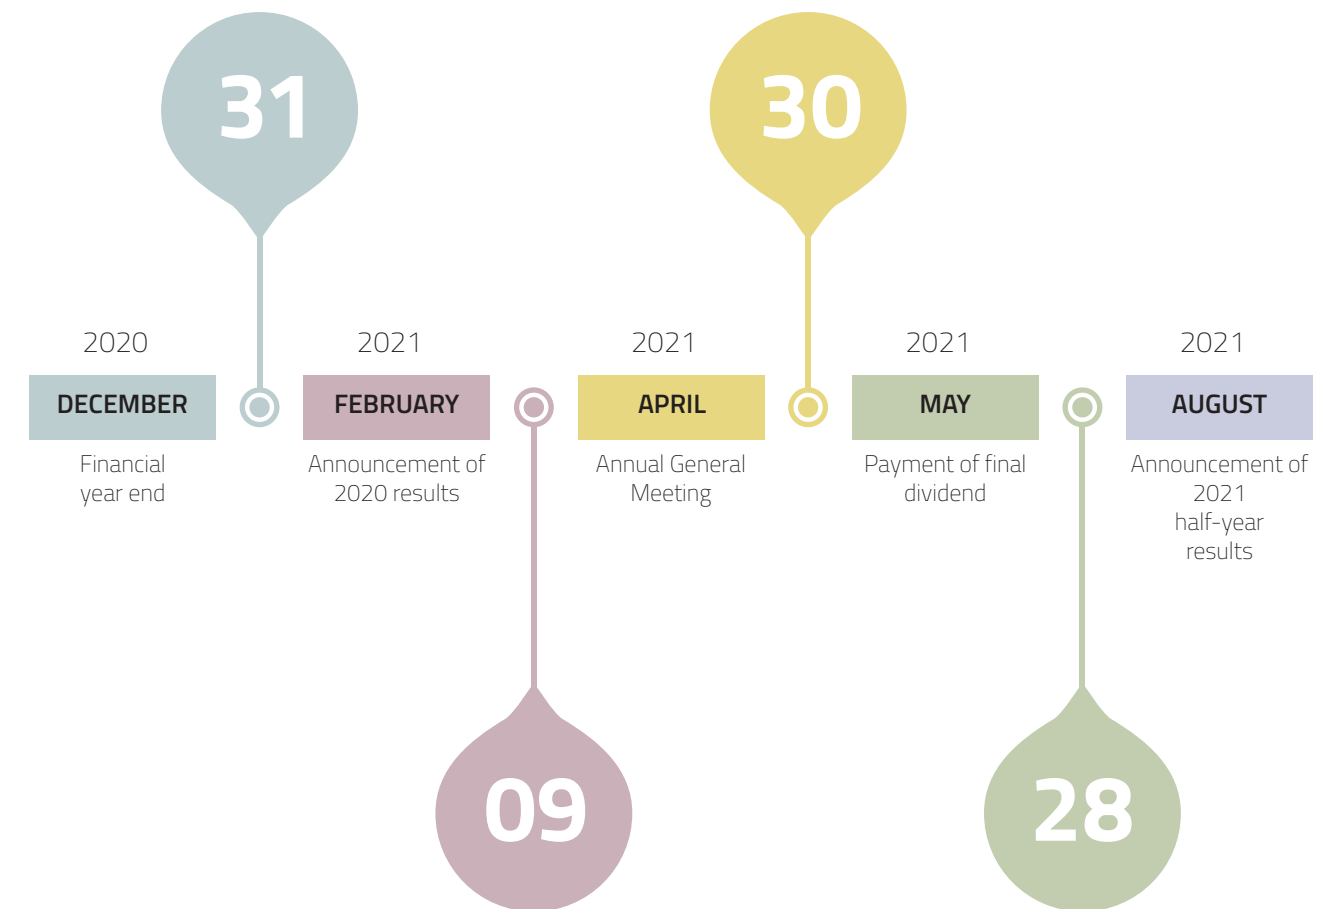 31
30
2020
2021
2021
2021
2021
DECEMBER
FEBRUARY
APRIL
MAY
AUGUST
Financial
year end
Announcement of
2020 results
Annual General
Meeting
Payment of final
dividend
Announcement of
2021
half-year
results
09
28